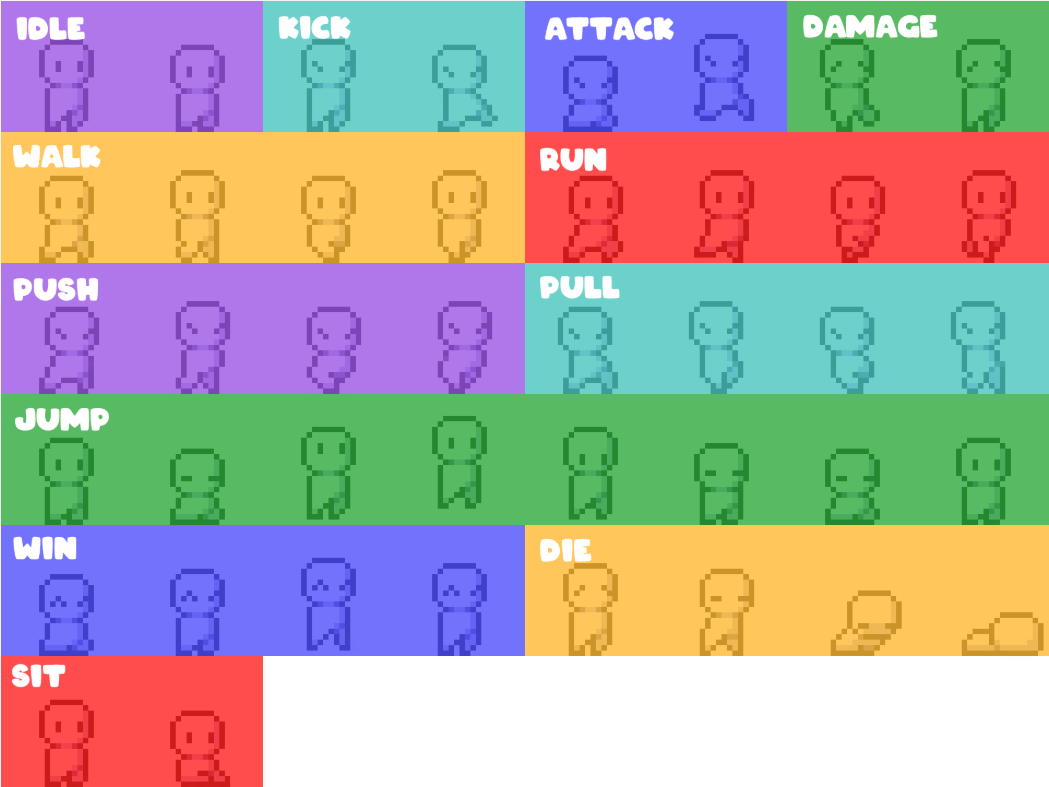 IDLE
KICK
ATTACK
DAMAGE
WALK
RUN
PUSH
PULL
JUMP
WIN
DIE
SIT